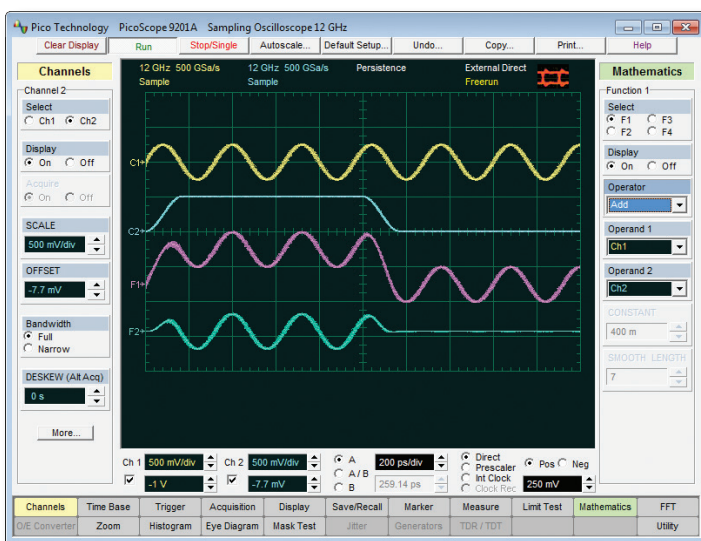 Pico Technology PicoScope 9201A Sampling Oscilloscope 12 GHz
Clear Display Run Stop/Single Autoscale... Default Setup... Undo... Copy... Print... Help
Channels
Channel 2
Select
Ch1 Ch2
Display
On Off
Acquire
On Off
SCALE
500 mV/div
OFFSET
-7.7 mV
Bandwidth
Full
Narrow
DESKEW (Alt Acq)
0 s
More...
12 GHz 500 GSa/s 12 GHz 500 GSa/s Persistence External Direct
Sample Sample Freerun
C1
C2
F1
F2
Mathematics
Function 1
Select
F1 F3
F2 F4
Display
On Off
Operator
Add
Operand 1
Ch1
Operand 2
Ch2
CONSTANT
400 m
SMOOTH LENGTH
7
Ch 1 500 mV/div Ch 2 500 mV/div A 200 ps/div Direct Pos Neg
-1 V -7.7 mV A / B Prescaler
B 259.14 ps Int Clock 250 mV
Clock Rec
Channels Time Base Trigger Acquisition Display Save/Recall Marker Measure Limit Test Mathematics FFT
O/E Converter Zoom Histogram Eye Diagram Mask Test Jitter Generators TDR / TDT Utility